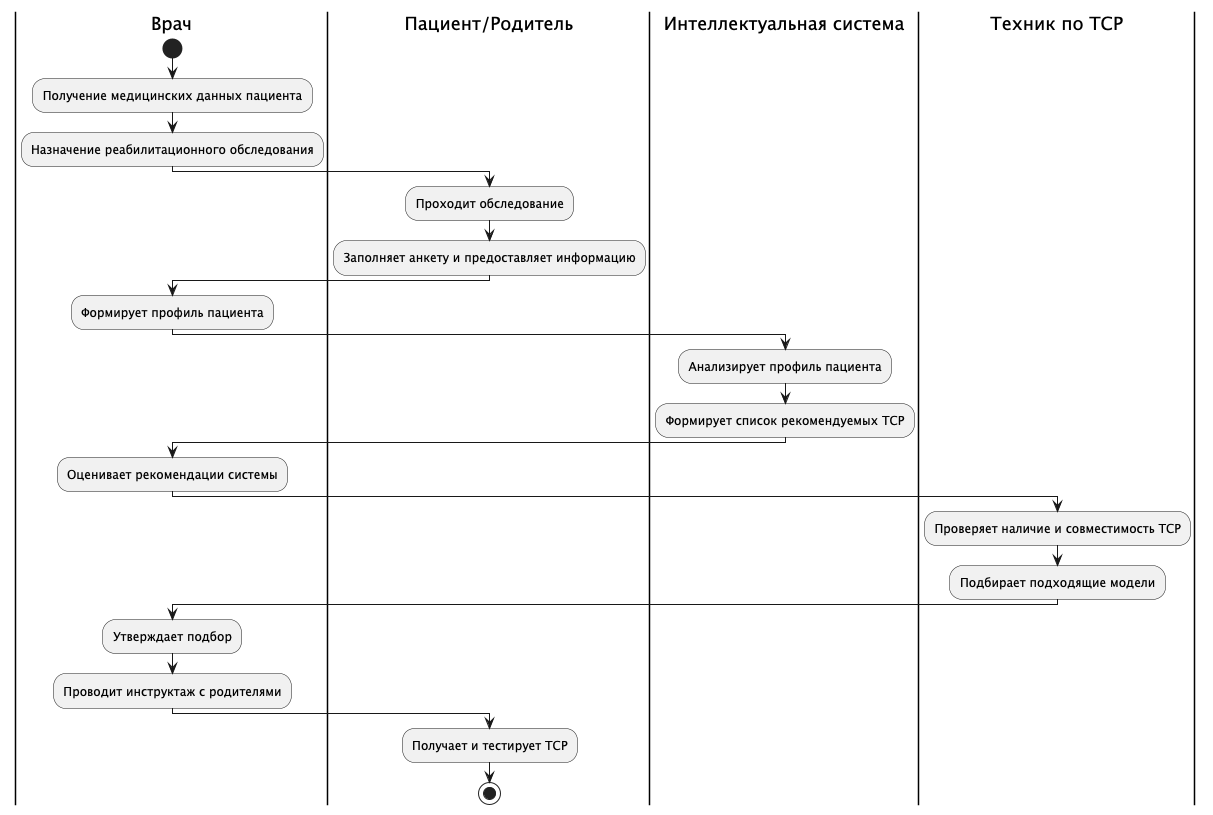 Врач
Пациент/Родитель
Интеллектуальная система
Техник по ТСР
Получение медицинских данных пациента
Назначение реабилитационного обследования
Проходит обследование
Заполняет анкету и предоставляет информацию
Формирует профиль пациента
Анализирует профиль пациента
Формирует список рекомендуемых ТСР
Оценивает рекомендации системы
Проверяет наличие и совместимость ТСР
Подбирает подходящие модели
Утверждает подбор
Проводит инструктаж с родителями
Получает и тестирует ТСР